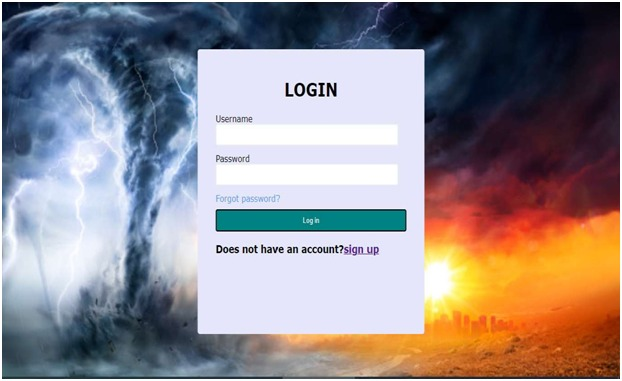 LOGIN
Username
Password
Forgot password?
Log in
Does not have an account?sign up